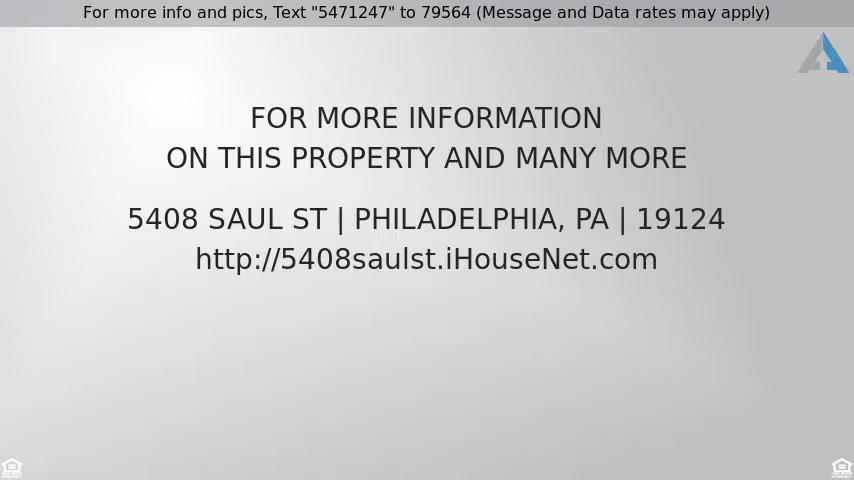 For more info and pics, Text "5471247" to 79564 (Message and Data rates may apply)
FOR MORE INFORMATION
ON THIS PROPERTY AND MANY MORE
5408 SAUL ST | PHILADELPHIA, PA | 19124
http://5408saulst.iHouseNet.com